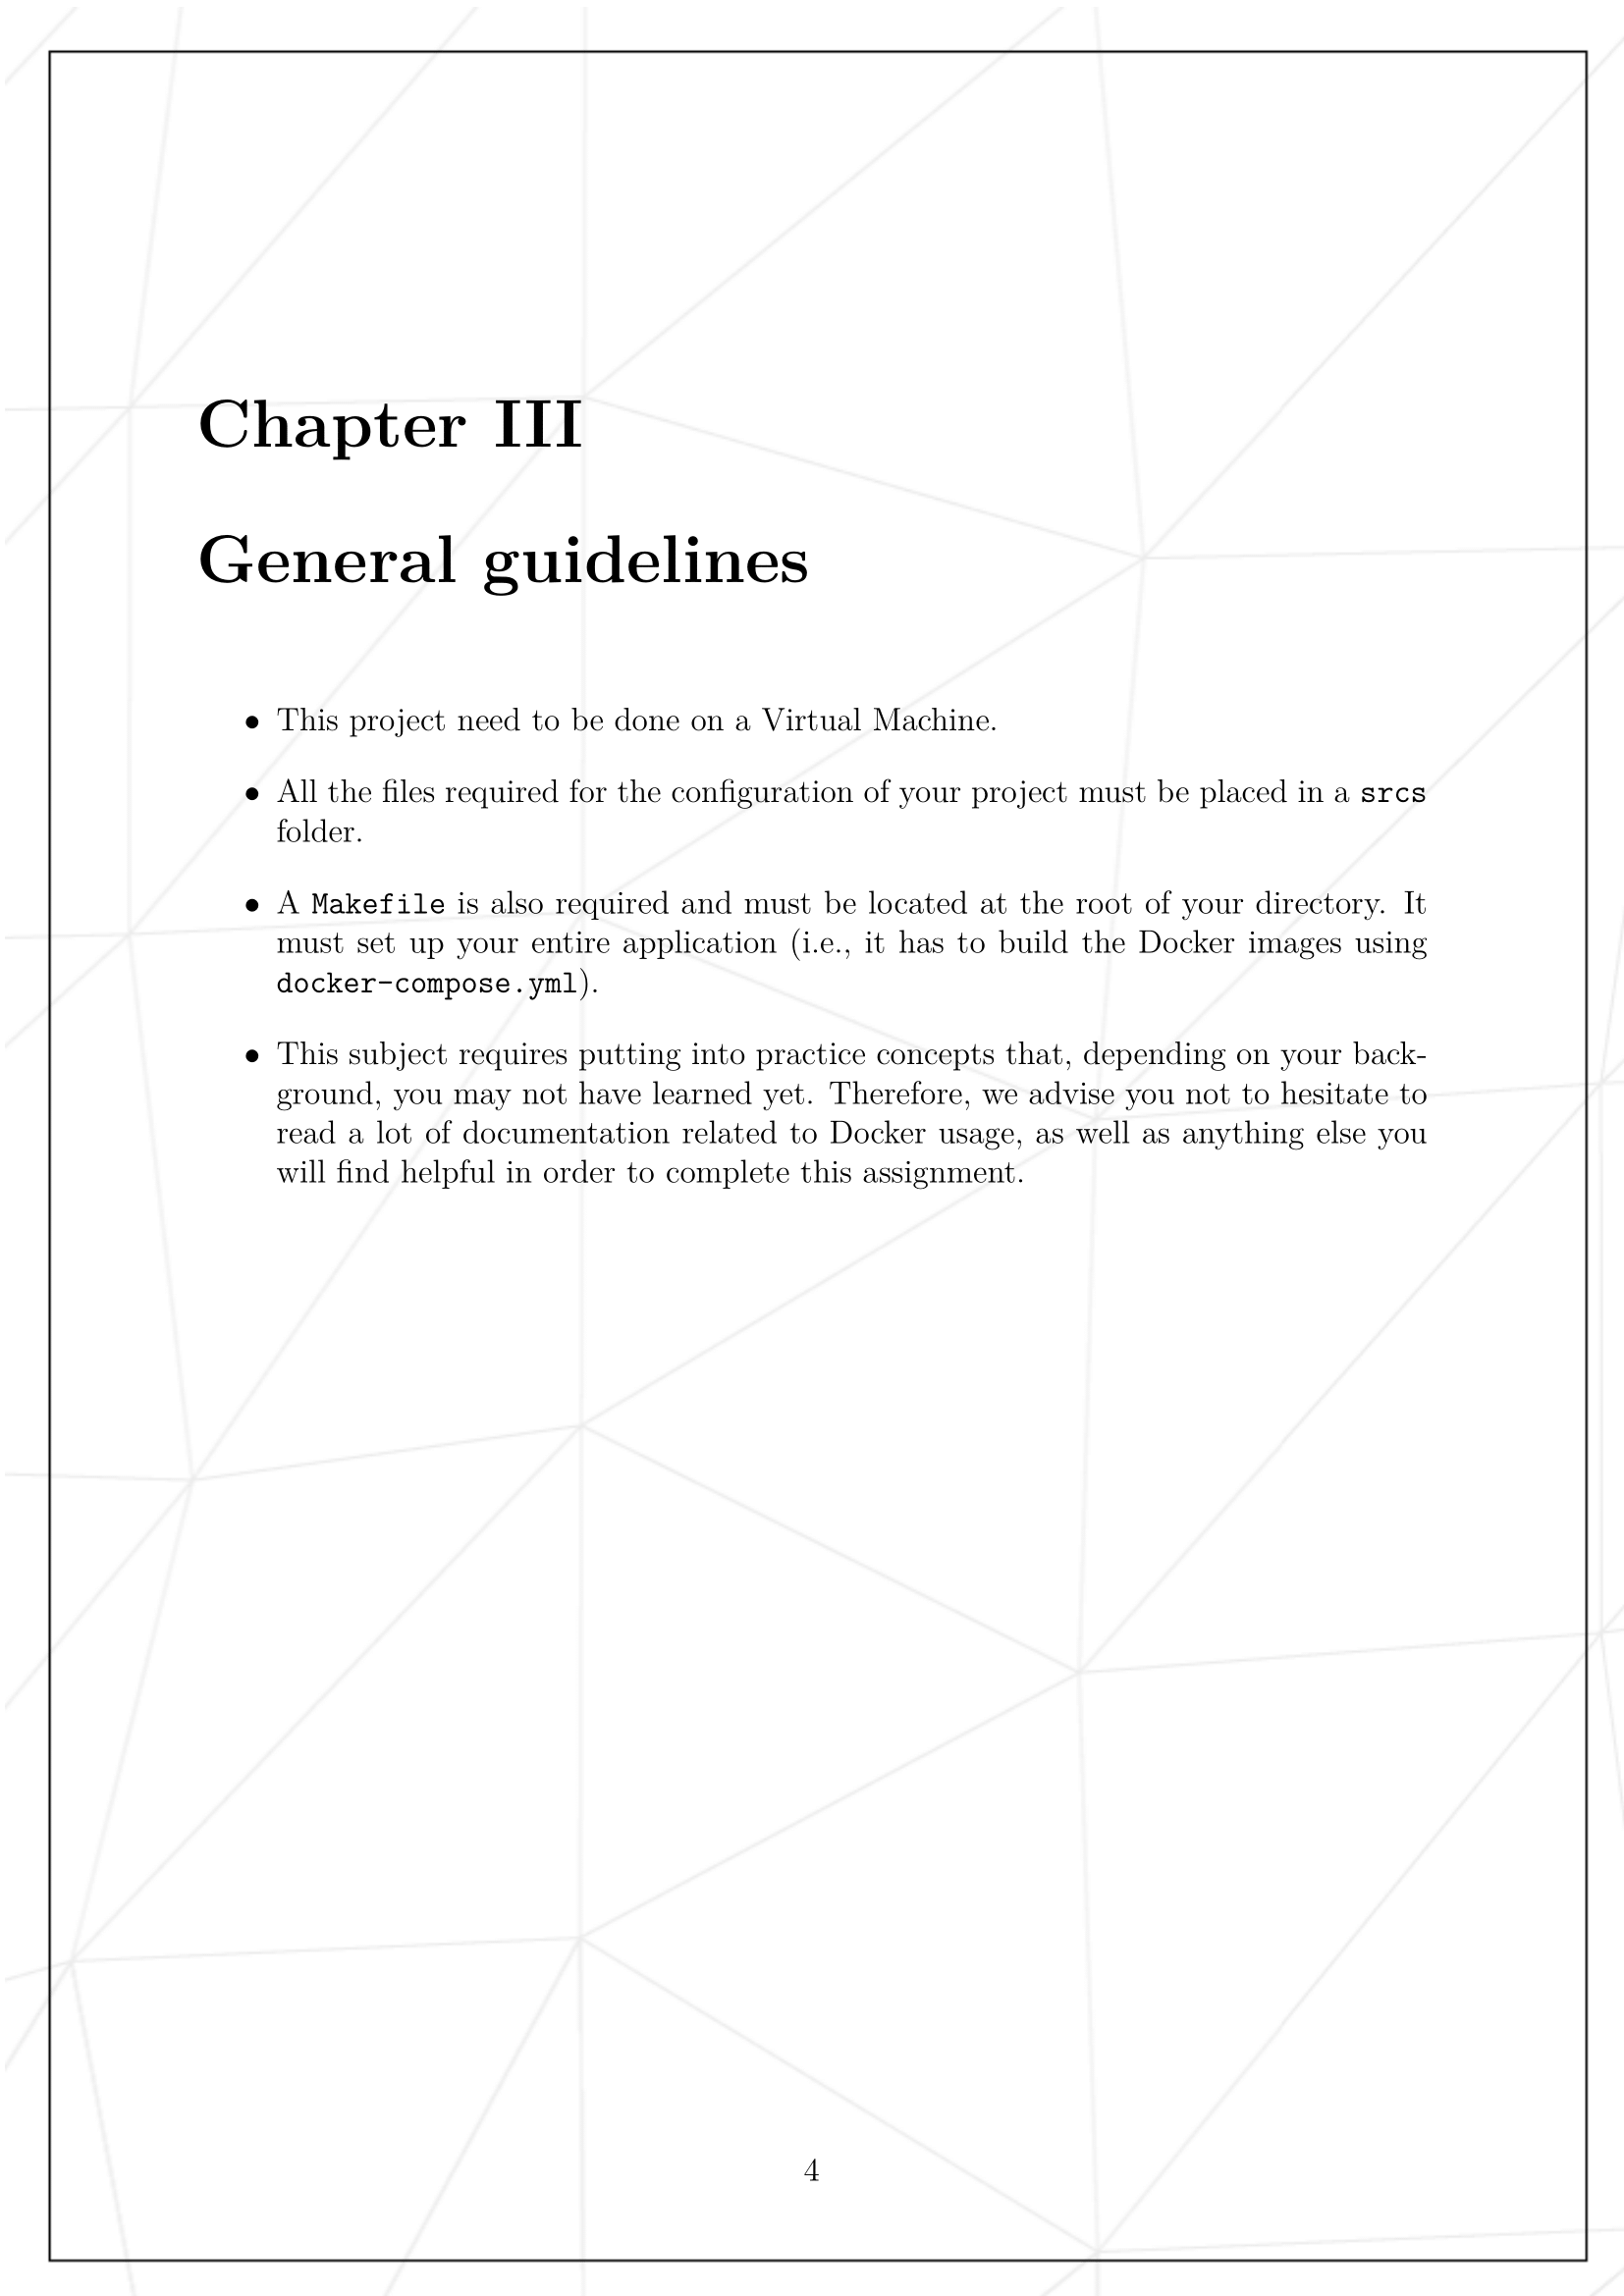 Chapter III
General guidelines
• This project need to be done on a Virtual Machine.
• All the files required for the configuration of your project must be placed in a srcs
folder.
• A Makefile is also required and must be located at the root of your directory. It
must set up your entire application (i.e., it has to build the Docker images using
docker-compose.yml).
• This subject requires putting into practice concepts that, depending on your back-
ground, you may not have learned yet. Therefore, we advise you not to hesitate to
read a lot of documentation related to Docker usage, as well as anything else you
will find helpful in order to complete this assignment.
4